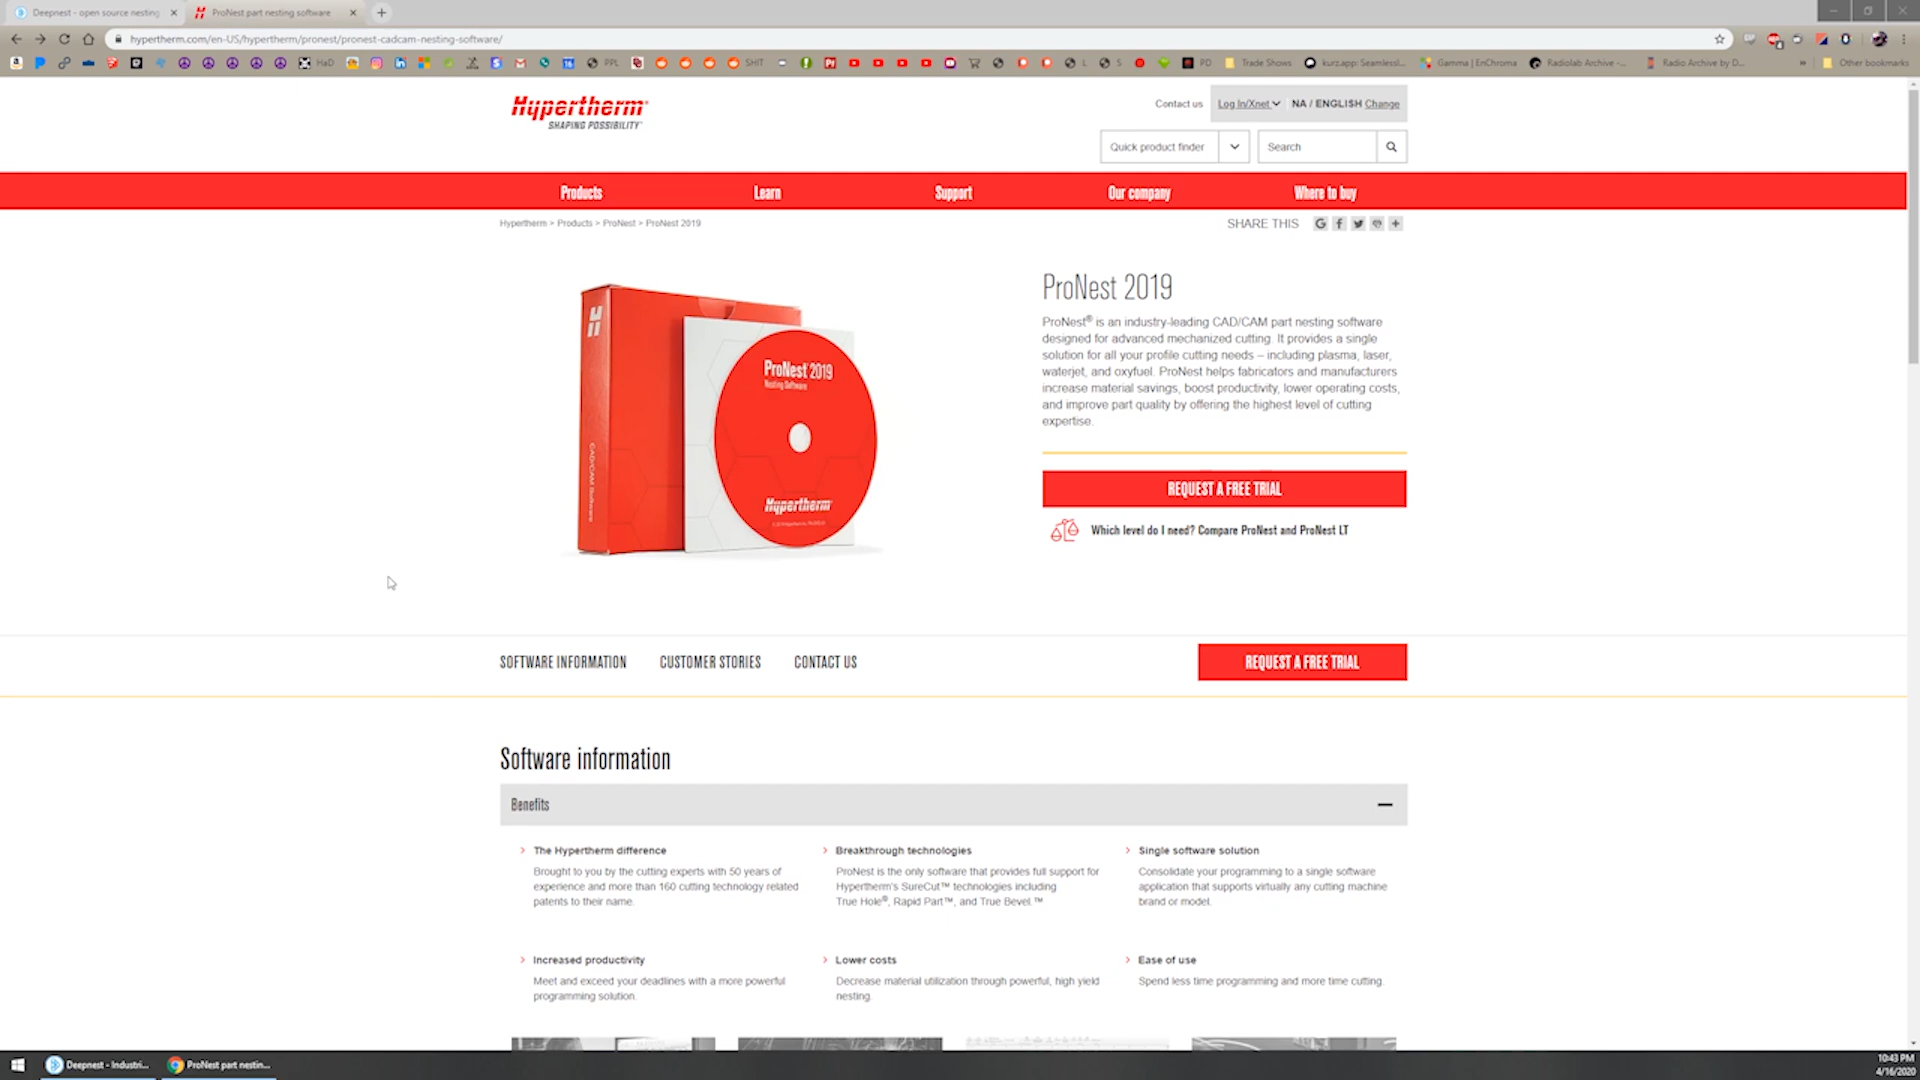 Deepnest - open source nesting
ProNest part nesting software
hypertherm.com/en-US/hypertherm/pronest/pronest-cadcam-nesting-software/
HaD
PPL
SHIT
L
S
PD
Trade Shows
kurz.app: Seamlessl...
Gamma | EnChroma
Radiolab Archive -...
Radio Archive by D...
Other bookmarks
Hypertherm
SHAPING POSSIBILITY
Contact us
Log In/Xnet
NA / ENGLISH Change
Quick product finder
Search
Products
Learn
Support
Our company
Where to buy
Hypertherm > Products > ProNest > ProNest 2019
SHARE THIS
ProNest 2019
Nesting Software
CAD/CAM Software
Hypertherm
ProNest 2019
ProNest® is an industry-leading CAD/CAM part nesting software
designed for advanced mechanized cutting. It provides a single
solution for all your profile cutting needs – including plasma, laser,
waterjet, and oxyfuel. ProNest helps fabricators and manufacturers
increase material savings, boost productivity, lower operating costs,
and improve part quality by offering the highest level of cutting
expertise.
REQUEST A FREE TRIAL
Which level do I need? Compare ProNest and ProNest LT
SOFTWARE INFORMATION
CUSTOMER STORIES
CONTACT US
REQUEST A FREE TRIAL
Software information
Benefits
The Hypertherm difference
Brought to you by the cutting experts with 50 years of
experience and more than 160 cutting technology related
patents to their name.
Breakthrough technologies
ProNest is the only software that provides full support for
Hypertherm's SureCut™ technologies including
True Hole®, Rapid Part™, and True Bevel.™
Single software solution
Consolidate your programming to a single software
application that supports virtually any cutting machine
brand or model.
Increased productivity
Meet and exceed your deadlines with a more powerful
programming solution.
Lower costs
Decrease material utilization through powerful, high yield
nesting.
Ease of use
Spend less time programming and more time cutting.
Deepnest - Industri...
ProNest part nestin...
10:43 PM
4/16/2020